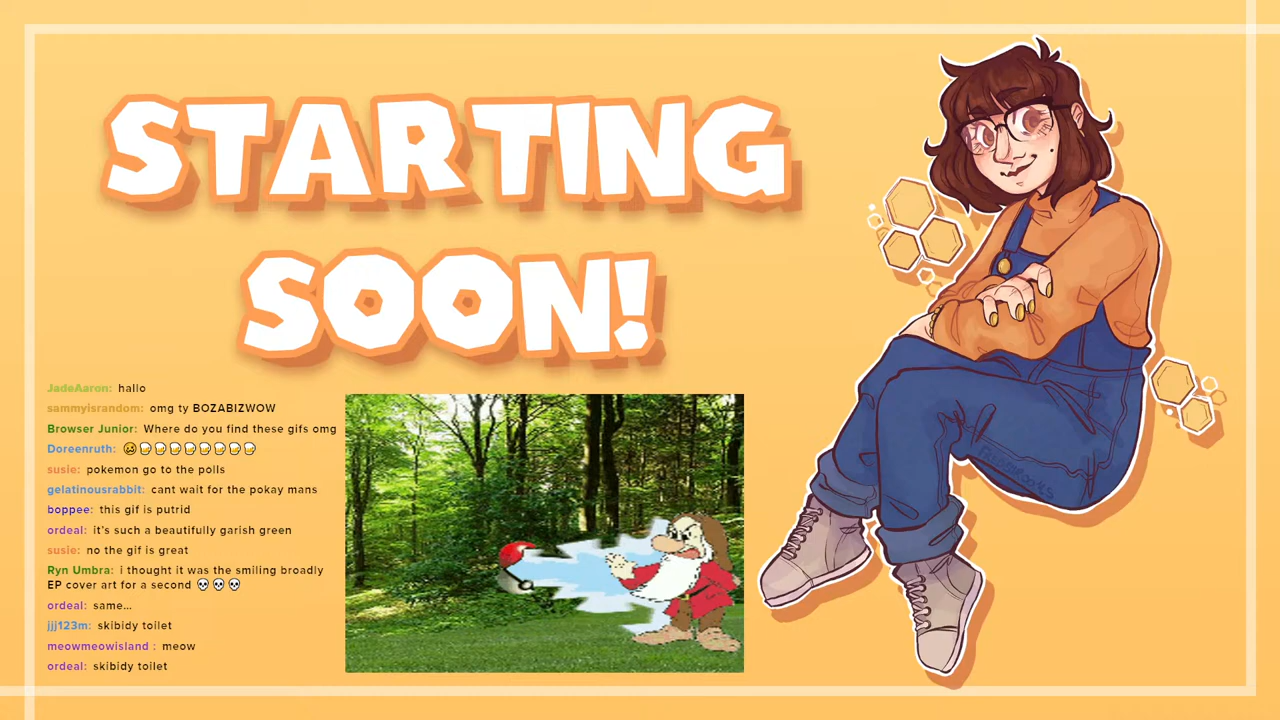 STARTING
SOON!
JadeAaron: hallo
sammyisrandom: omg ty BOZABIZWOW
Browser Junior: Where do you find these gifs omg
Doreenruth: 😖🍺🍺🍺🍺🍺🍺🍺🍺
susie: pokemon go to the polls
gelatinousrabbit: cant wait for the pokay mans
boppee: this gif is putrid
ordeal: it's such a beautifully garish green
susie: no the gif is great
Ryn Umbra: i thought it was the smiling broadly
EP cover art for a second 💀💀💀
ordeal: same...
jjj123m: skibidy toilet
meowmeowisland : meow
ordeal: skibidy toilet